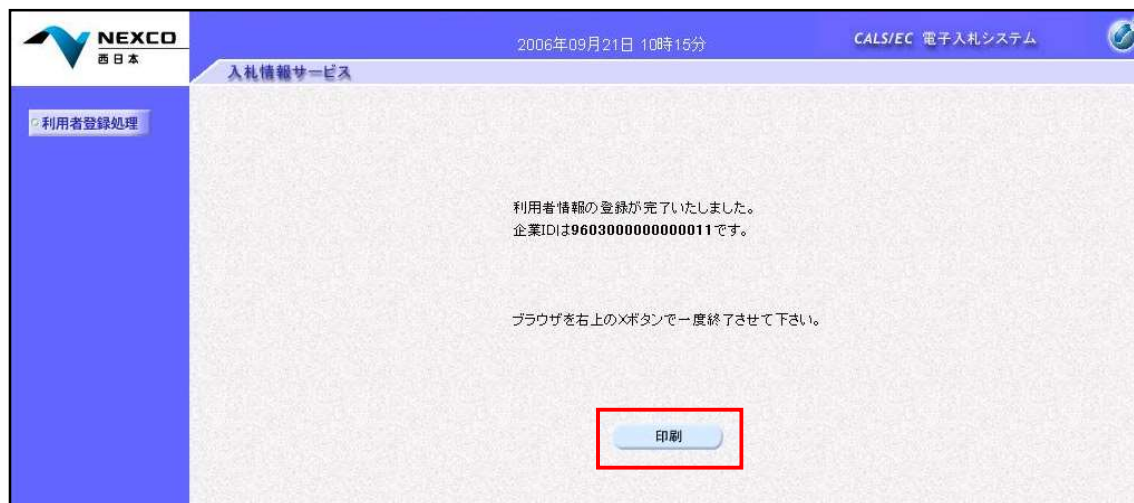 NEXCO
西日本
2006年09月21日 10時15分
CALS/EC 電子入札システム
入札情報サービス
利用者登録処理
利用者情報の登録が完了いたしました。
企業IDは9603000000000011です。
ブラウザを右上の×ボタンで一度終了させて下さい。
印刷